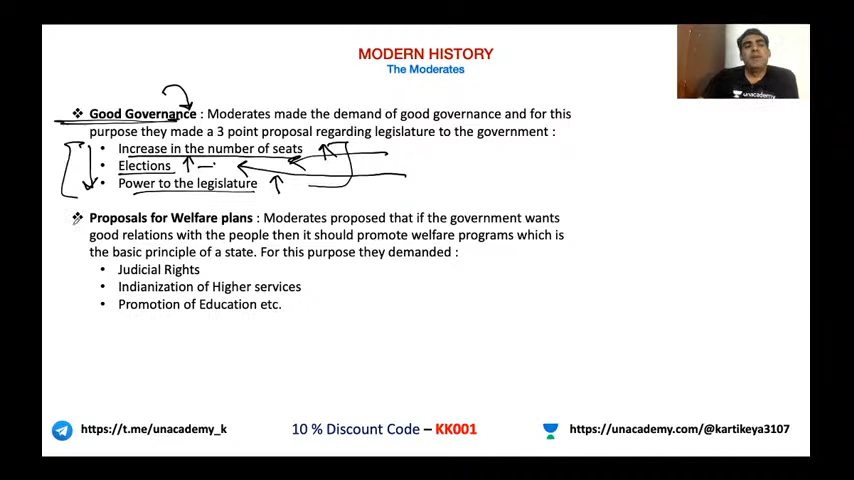 MODERN HISTORY
The Moderates
unacademy
❖ Good Governance : Moderates made the demand of good governance and for this
purpose they made a 3 point proposal regarding legislature to the government :
• Increase in the number of seats
• Elections
• Power to the legislature
❖ Proposals for Welfare plans : Moderates proposed that if the government wants
good relations with the people then it should promote welfare programs which is
the basic principle of a state. For this purpose they demanded :
• Judicial Rights
• Indianization of Higher services
• Promotion of Education etc.
https://t.me/unacademy_k
10 % Discount Code – KK001
https://unacademy.com/@kartikeya3107